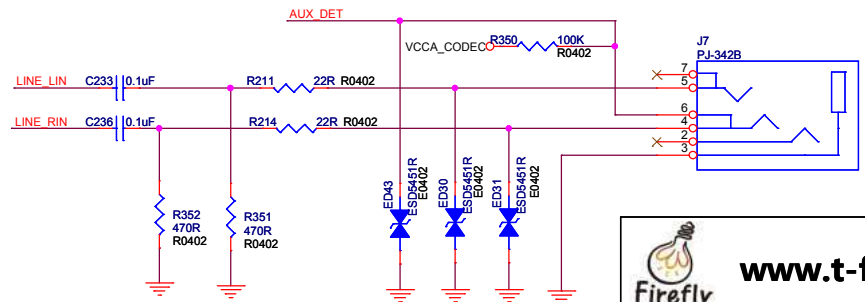 AUX_DET
VCCA_CODEC R350 100K
R0402
J7
PJ-342B
7
LINE_LIN C233 0.1uF R211 22R R0402 5
6
LINE_RIN C236 0.1uF R214 22R R0402 4
2
3
R352
470R
R0402
R351
470R
R0402
ED43
ESD5451R
E0402
ED30
ESD5451R
E0402
ED31
ESD5451R
E0402
www.t-f
Firefly